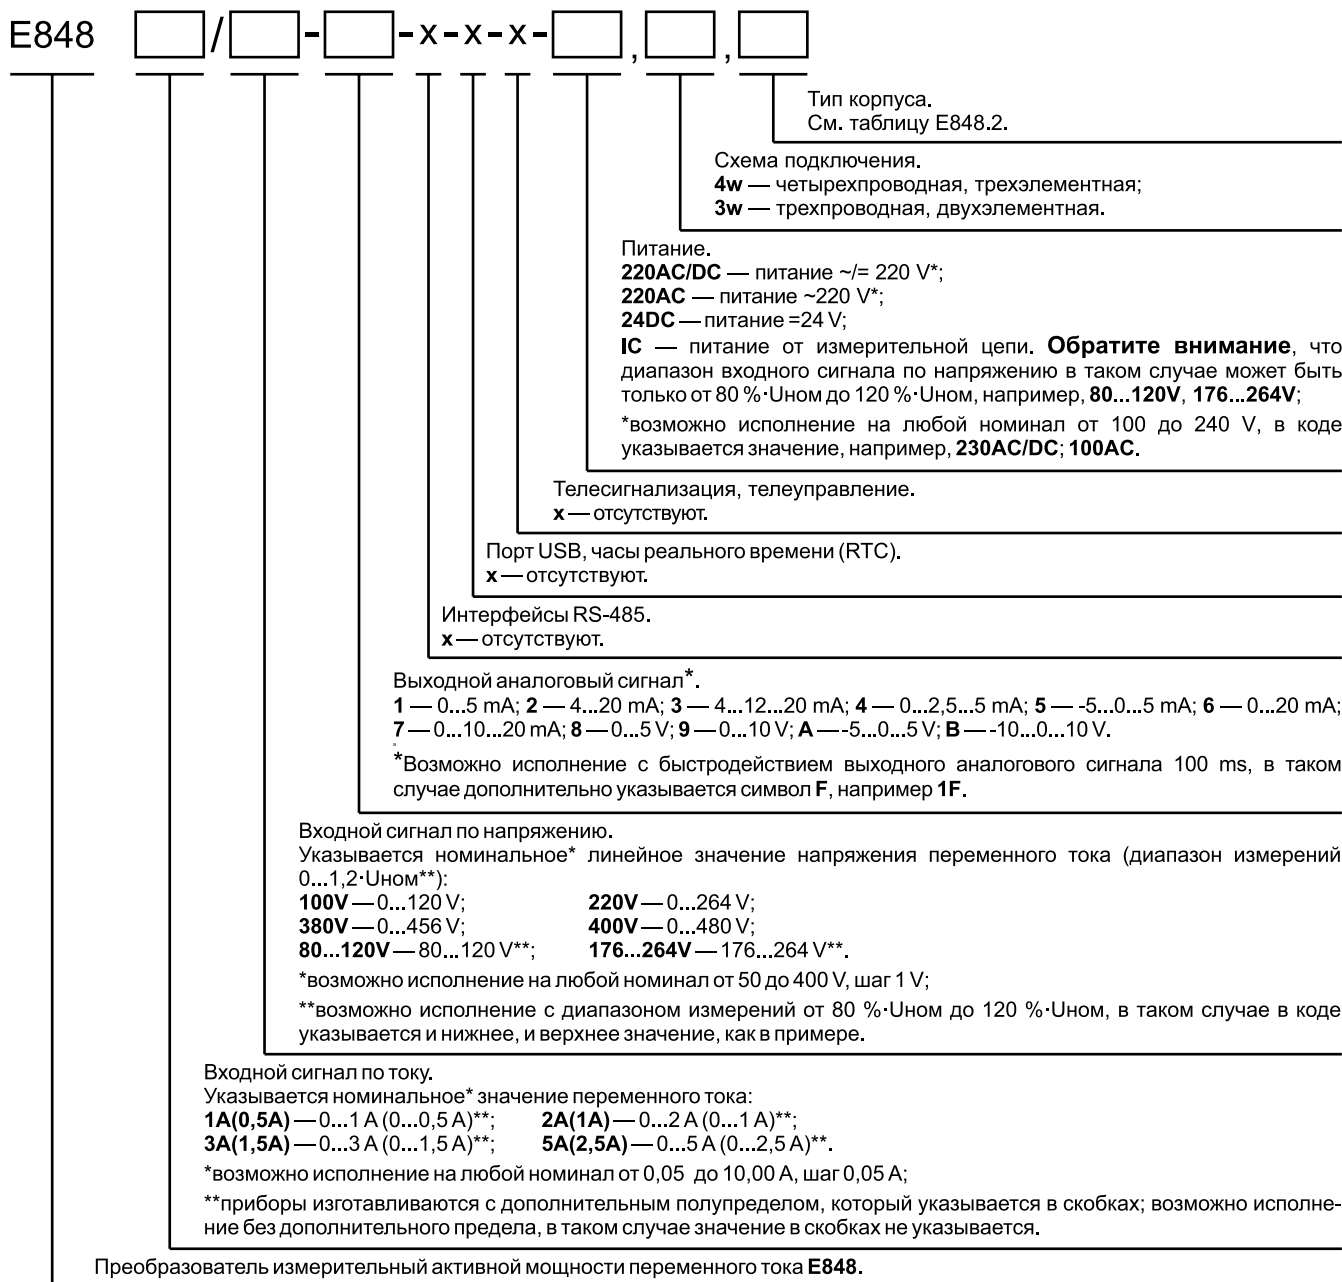 E848 / - - x - x - x - , ,
Тип корпуса.
См. таблицу E848.2.
Схема подключения.
4w — четырехпроводная, трехэлементная;
3w — трехпроводная, двухэлементная.
Питание.
220AC/DC — питание ~/= 220 V*;
220AC — питание ~220 V*;
24DC — питание =24 V;
IC — питание от измерительной цепи. Обратите внимание, что
диапазон входного сигнала по напряжению в таком случае может быть
только от 80 %·Uном до 120 %·Uном, например, 80...120V, 176...264V;
*возможно исполнение на любой номинал от 100 до 240 V, в коде
указывается значение, например, 230AC/DC; 100AC.
Телесигнализация, телеуправление.
x — отсутствуют.
Порт USB, часы реального времени (RTC).
x — отсутствуют.
Интерфейсы RS-485.
x — отсутствуют.
Выходной аналоговый сигнал*.
1 — 0...5 mA; 2 — 4...20 mA; 3 — 4...12...20 mA; 4 — 0...2,5...5 mA; 5 — -5...0...5 mA; 6 — 0...20 mA;
7 — 0...10...20 mA; 8 — 0...5 V; 9 — 0...10 V; A — -5...0...5 V; B — -10...0...10 V.
*Возможно исполнение с быстродействием выходного аналогового сигнала 100 ms, в таком
случае дополнительно указывается символ F, например 1F.
Входной сигнал по напряжению.
Указывается номинальное* линейное значение напряжения переменного тока (диапазон измерений
0...1,2·Uном**):
100V — 0...120 V; 220V — 0...264 V;
380V — 0...456 V; 400V — 0...480 V;
80...120V — 80...120 V**; 176...264V — 176...264 V**.
*возможно исполнение на любой номинал от 50 до 400 V, шаг 1 V;
**возможно исполнение с диапазоном измерений от 80 %·Uном до 120 %·Uном, в таком случае в коде
указывается и нижнее, и верхнее значение, как в примере.
Входной сигнал по току.
Указывается номинальное* значение переменного тока:
1A(0,5A) — 0...1 A (0...0,5 A)**; 2A(1A) — 0...2 A (0...1 A)**;
3A(1,5A) — 0...3 A (0...1,5 A)**; 5A(2,5A) — 0...5 A (0...2,5 A)**.
*возможно исполнение на любой номинал от 0,05 до 10,00 A, шаг 0,05 A;
**приборы изготавливаются с дополнительным полупределом, который указывается в скобках; возможно исполне-
ние без дополнительного предела, в таком случае значение в скобках не указывается.
Преобразователь измерительный активной мощности переменного тока E848.